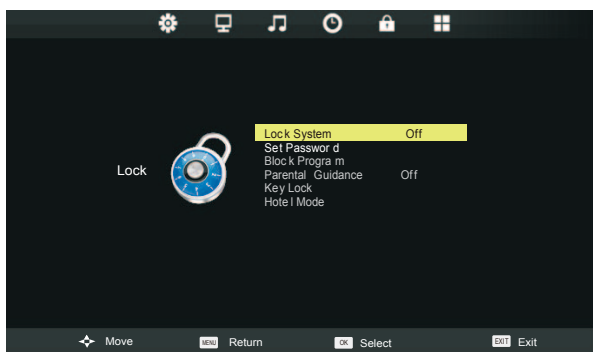 Lock System Off
Set Password
Block Program
Lock
Parental Guidance Off
Key Lock
Hotel Mode
Move MENU Return OK Select EXIT Exit